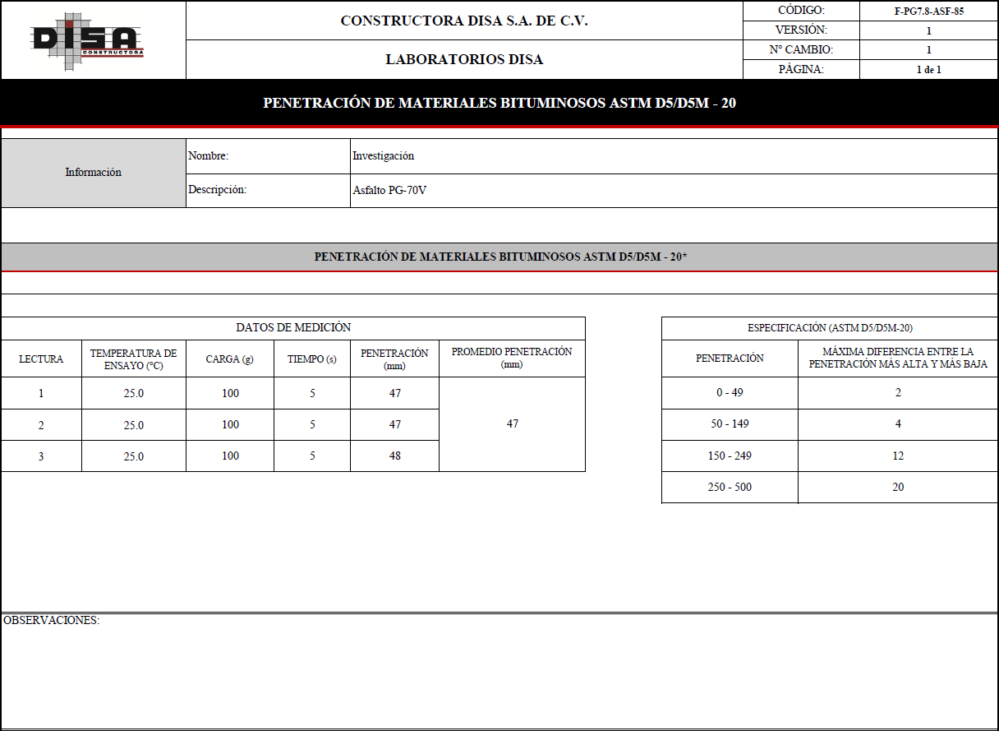 DISA
CONSTRUCTORA
CONSTRUCTORA DISA S.A. DE C.V.
LABORATORIOS DISA
CÓDIGO: F-PG7.8-ASF-85
VERSIÓN: 1
N° CAMBIO: 1
PÁGINA: 1 de 1
PENETRACIÓN DE MATERIALES BITUMINOSOS ASTM D5/D5M - 20
Información
Nombre: Investigación
Descripción: Asfalto PG-70V
PENETRACIÓN DE MATERIALES BITUMINOSOS ASTM D5/D5M - 20*
DATOS DE MEDICIÓN
LECTURA
TEMPERATURA DE
ENSAYO (°C)
CARGA (g)
TIEMPO (s)
PENETRACIÓN
(mm)
PROMEDIO PENETRACIÓN
(mm)
1 25.0 100 5 47
2 25.0 100 5 47
47
3 25.0 100 5 48
ESPECIFICACIÓN (ASTM D5/D5M-20)
PENETRACIÓN
MÁXIMA DIFERENCIA ENTRE LA
PENETRACIÓN MÁS ALTA Y MÁS BAJA
0 - 49 2
50 - 149 4
150 - 249 12
250 - 500 20
OBSERVACIONES: